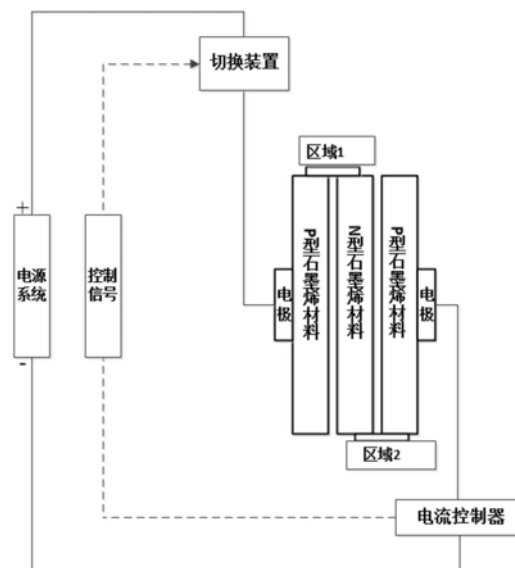 切换装置
区域1
+
电源
系统
-
控制
信号
电极
P型石墨烯材料
N型石墨烯材料
P型石墨烯材料
电极
区域2
电流控制器